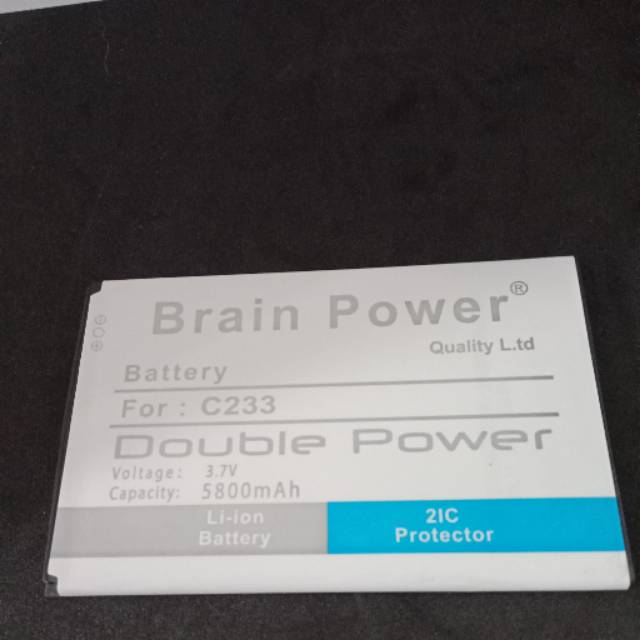 Brain Power®
Quality L.td
Battery
For : C233
Double Power
Voltage: 3.7V
Capacity: 5800mAh
Li-ion
Battery
2IC
Protector